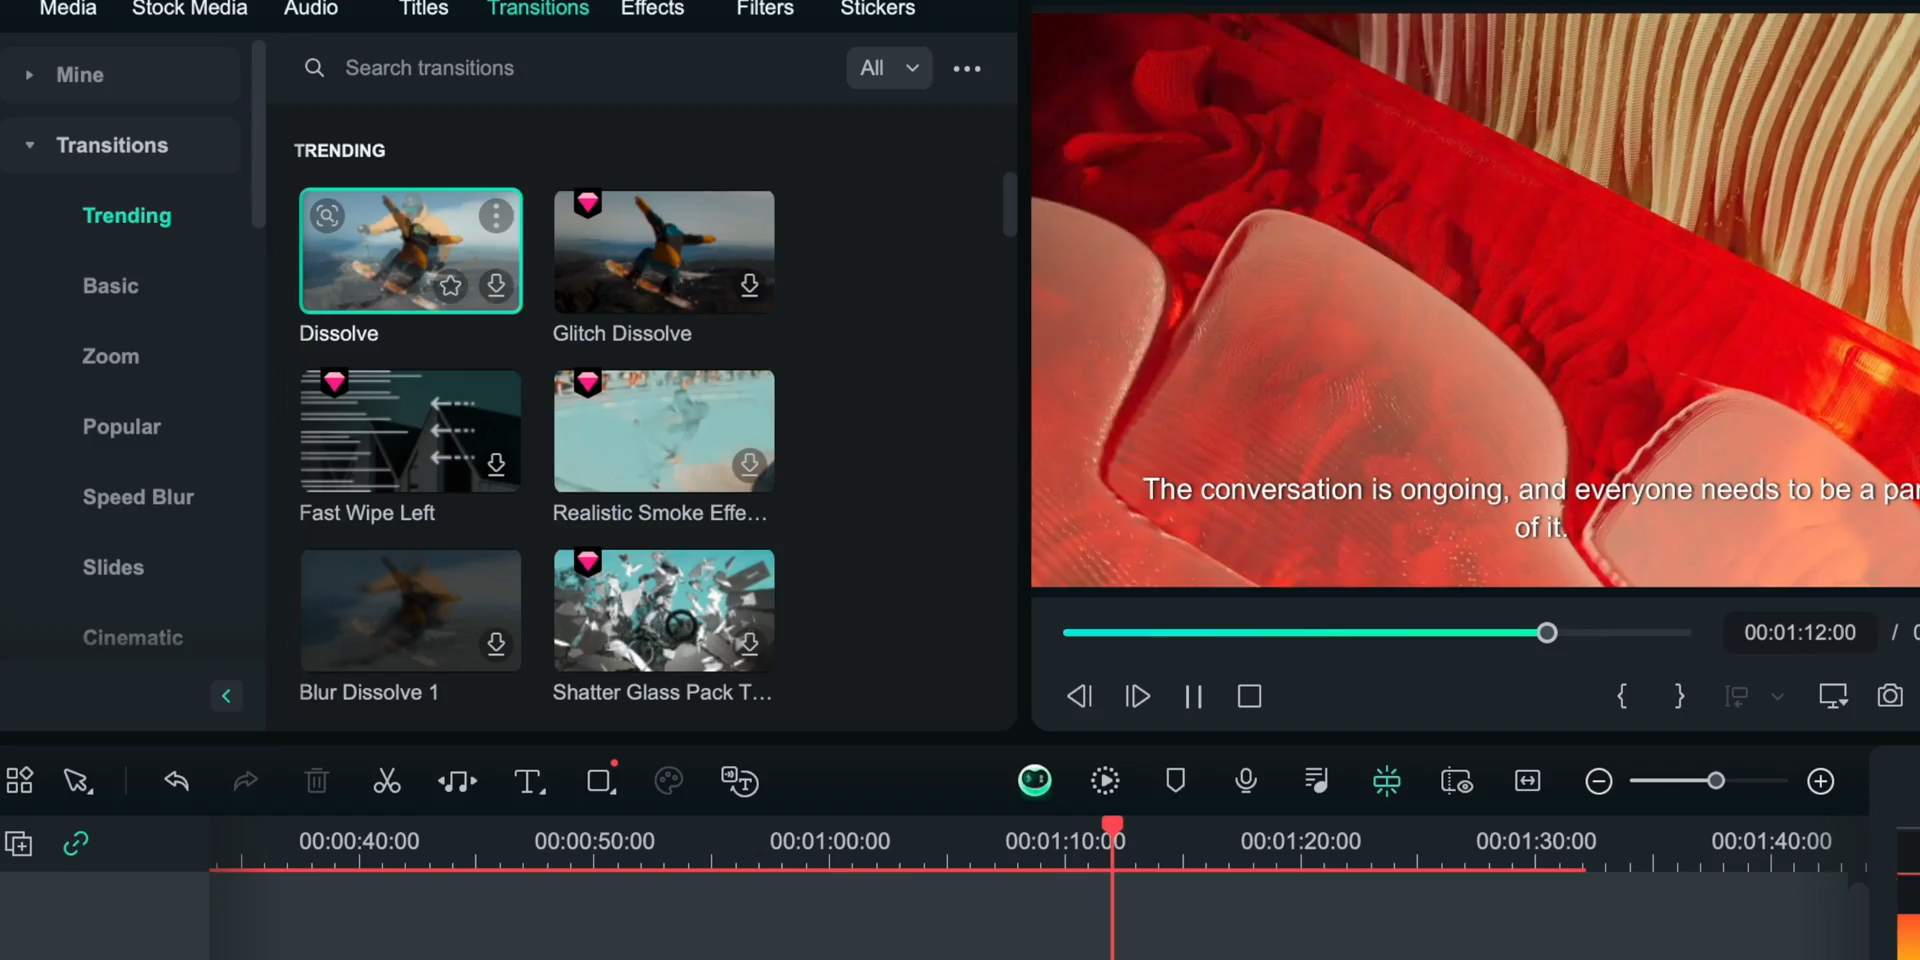 Media Stock Media Audio Titles Transitions Effects Filters Stickers
Mine
Search transitions
All
Transitions
TRENDING
Trending
Basic
Zoom
Popular
Speed Blur
Slides
Cinematic
Dissolve
Glitch Dissolve
Fast Wipe Left
Realistic Smoke Effe...
Blur Dissolve 1
Shatter Glass Pack T...
The conversation is ongoing, and everyone needs to be a par
of it.
00:01:12:00 / 0
00:00:40:00 00:00:50:00 00:01:00:00 00:01:10:00 00:01:20:00 00:01:30:00 00:01:40:00